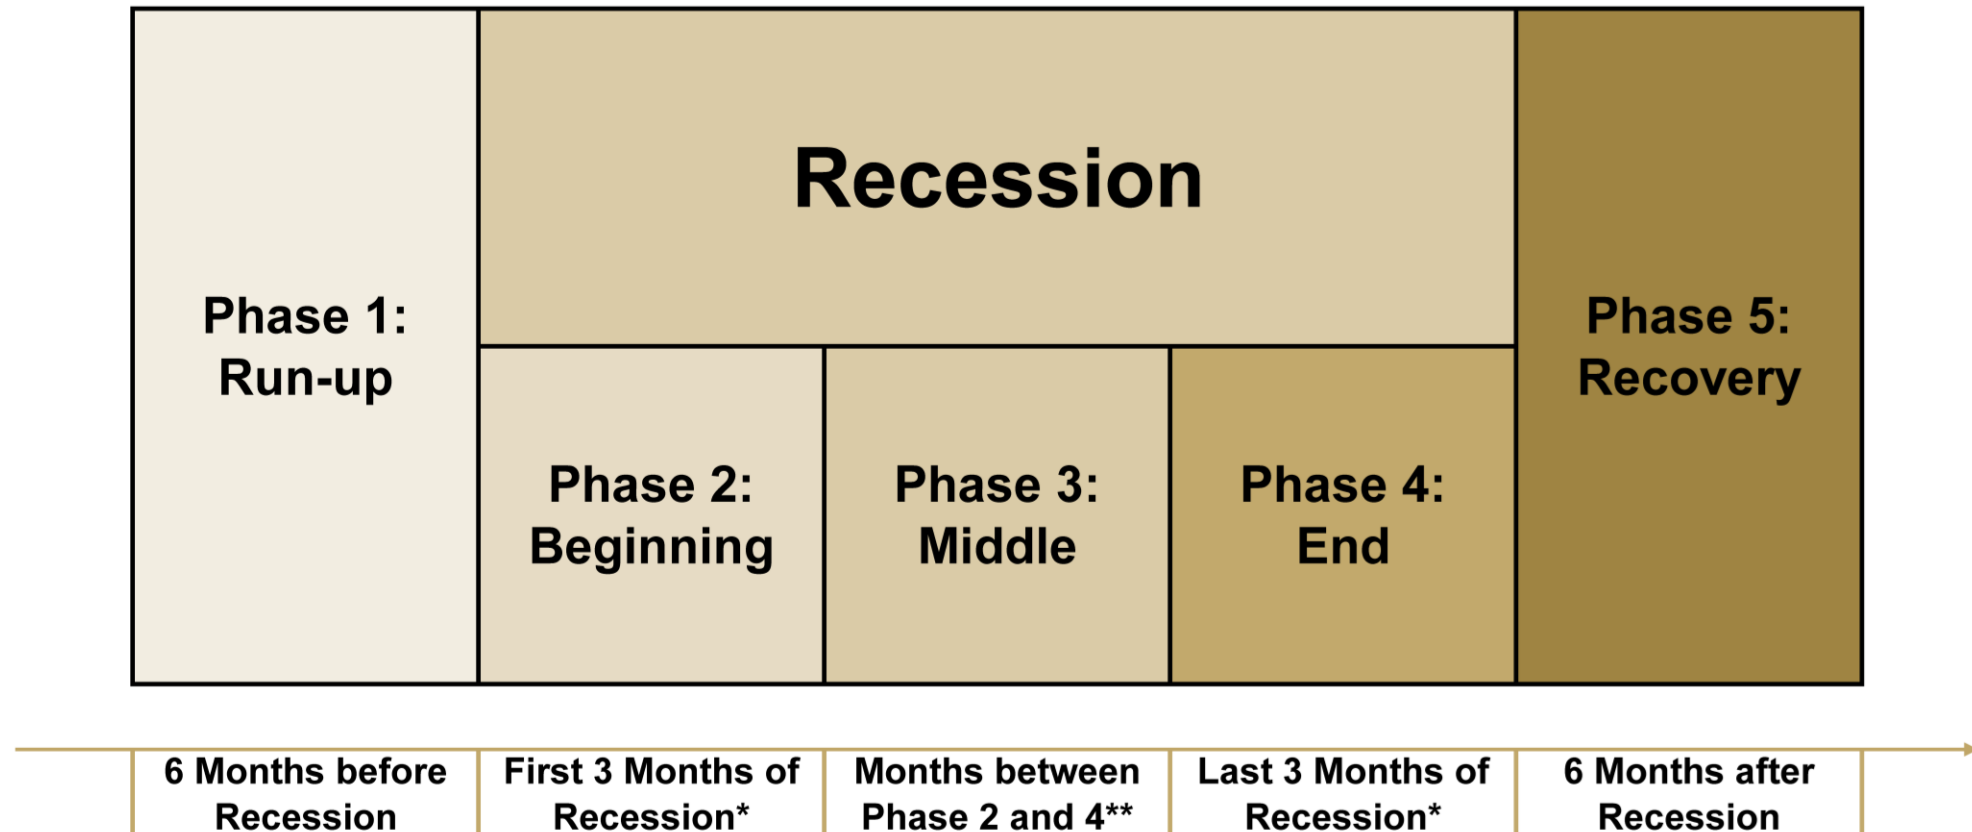 Recession
Phase 1:
Run-up
Phase 5:
Recovery
Phase 2:
Beginning
Phase 3:
Middle
Phase 4:
End
6 Months before
Recession
First 3 Months of
Recession*
Months between
Phase 2 and 4**
Last 3 Months of
Recession*
6 Months after
Recession